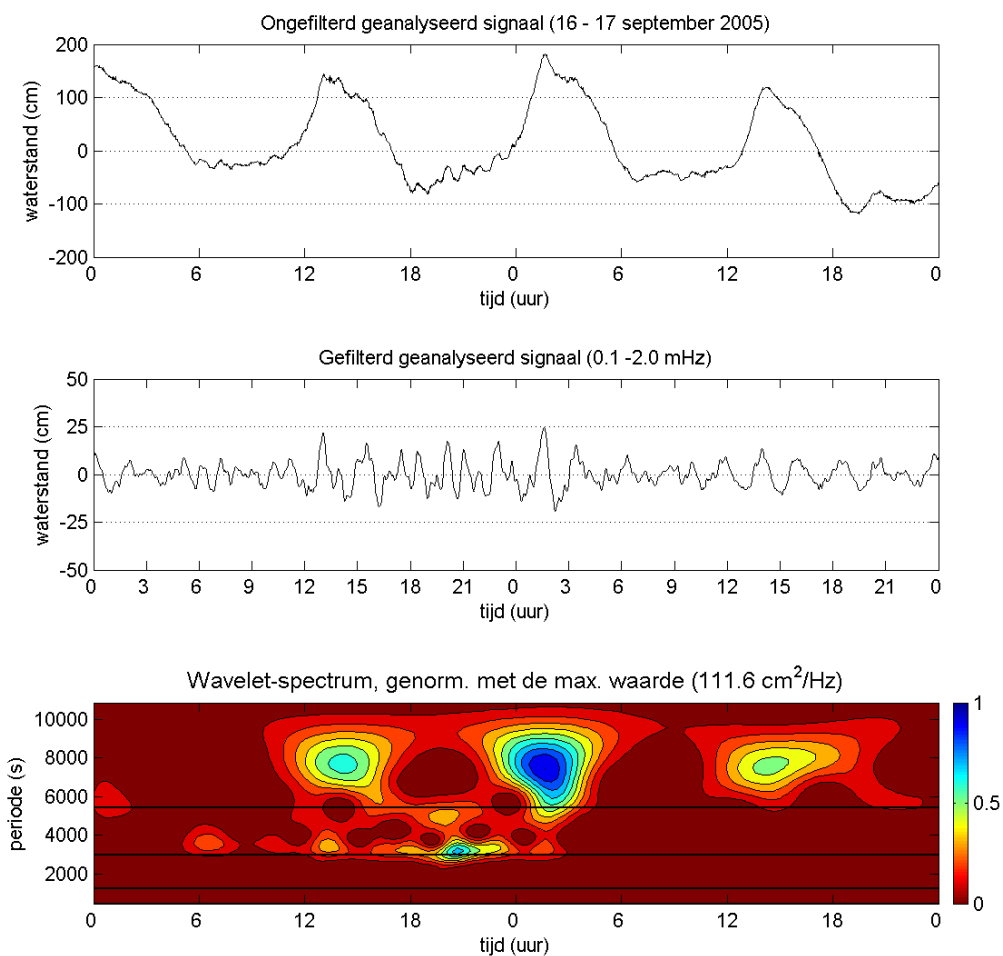 Ongefilterd geanalyseerd signaal (16 - 17 september 2005)
200
100
0
-100
-200
waterstand (cm)
0 6 12 18 0 6 12 18 0
tijd (uur)
Gefilterd geanalyseerd signaal (0.1 -2.0 mHz)
50
25
0
-25
-50
waterstand (cm)
0 3 6 9 12 15 18 21 0 3 6 9 12 15 18 21 0
tijd (uur)
Wavelet-spectrum, genorm. met de max. waarde (111.6 cm²/Hz)
10000
8000
6000
4000
2000
periode (s)
0 6 12 18 0 6 12 18 0
tijd (uur)
1
0.5
0